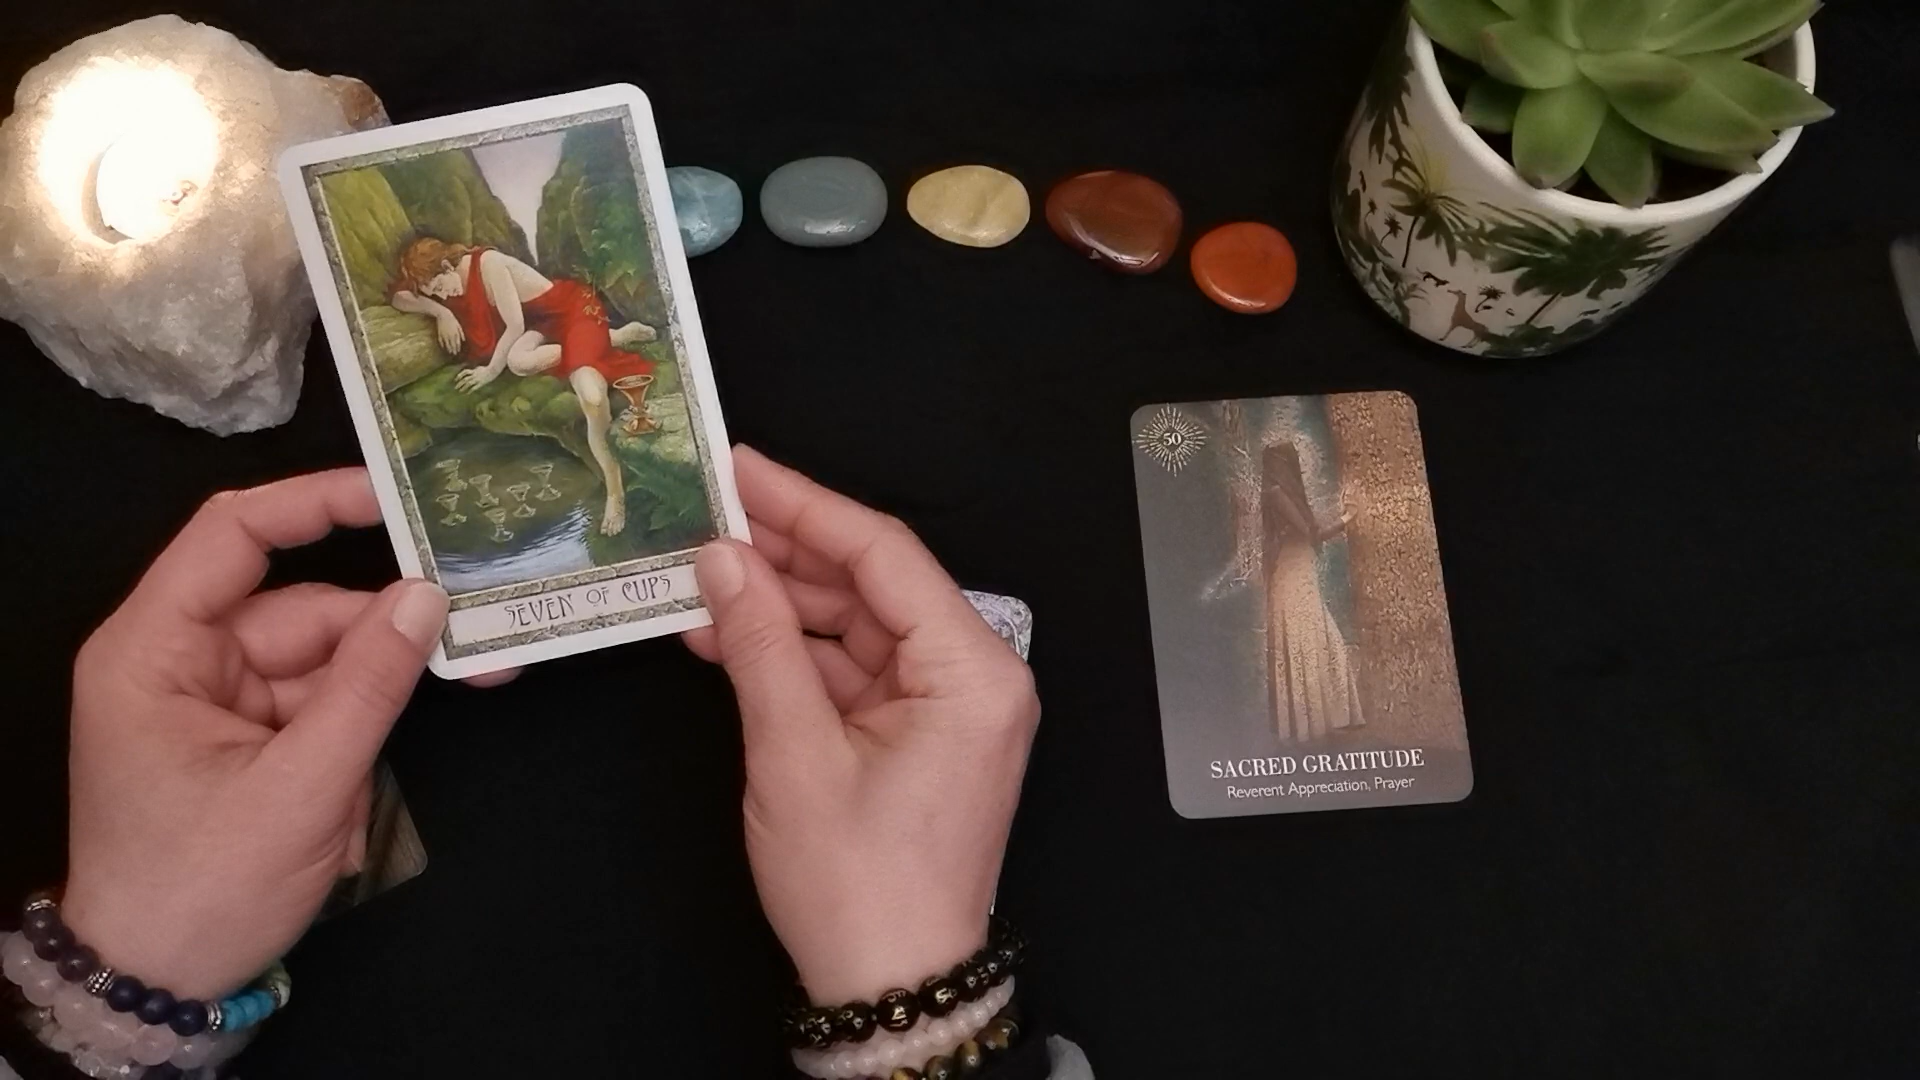 SEVEN OF CUPS
50
SACRED GRATITUDE
Reverent Appreciation, Prayer